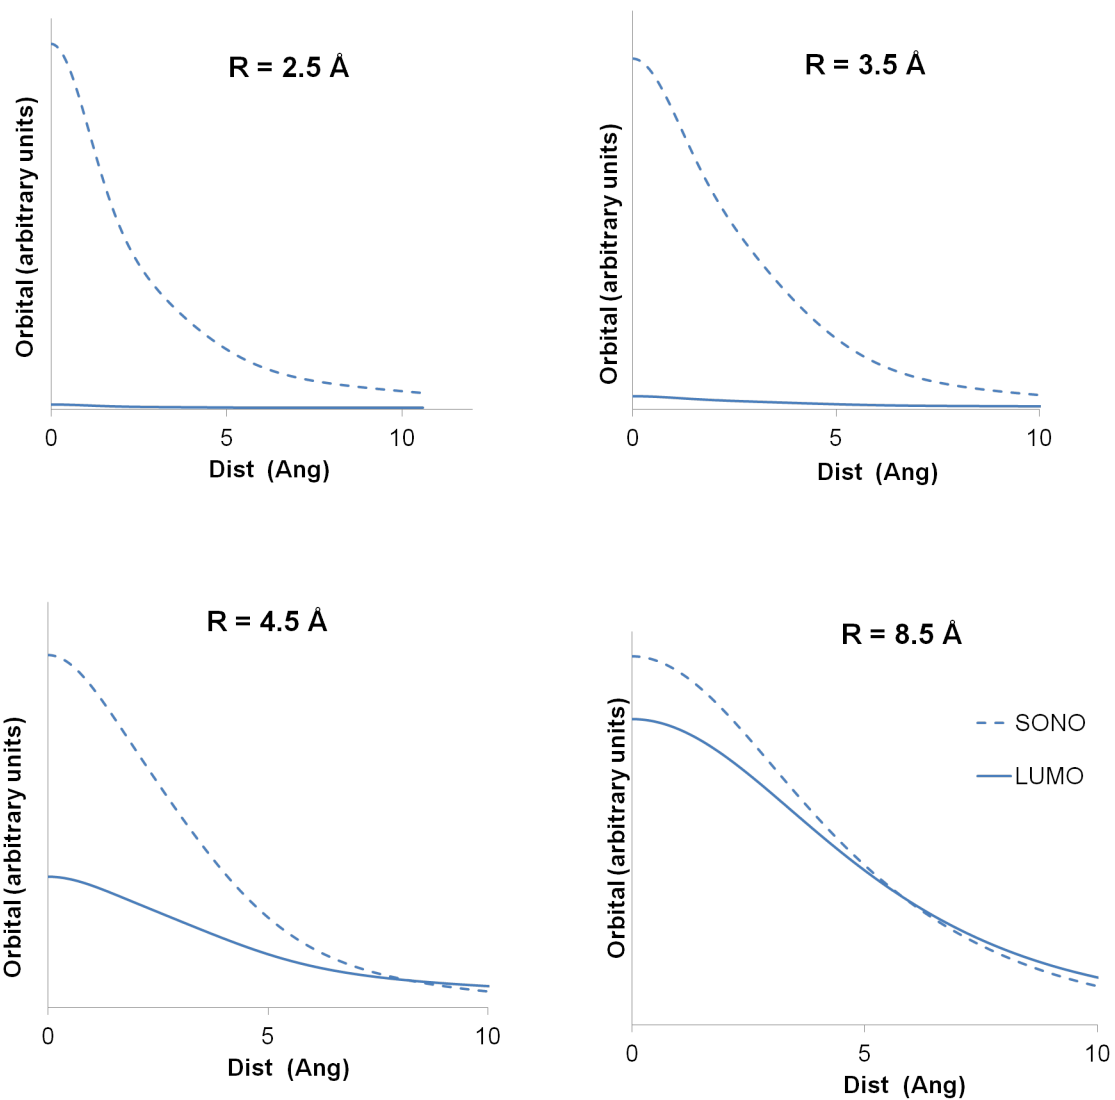 R = 2.5 Å
Orbital (arbitrary units)
0 5 10
Dist (Ang)
R = 3.5 Å
Orbital (arbitrary units)
0 5 10
Dist (Ang)
R = 4.5 Å
Orbital (arbitrary units)
0 5 10
Dist (Ang)
R = 8.5 Å
Orbital (arbitrary units)
SONO
LUMO
0 5 10
Dist (Ang)